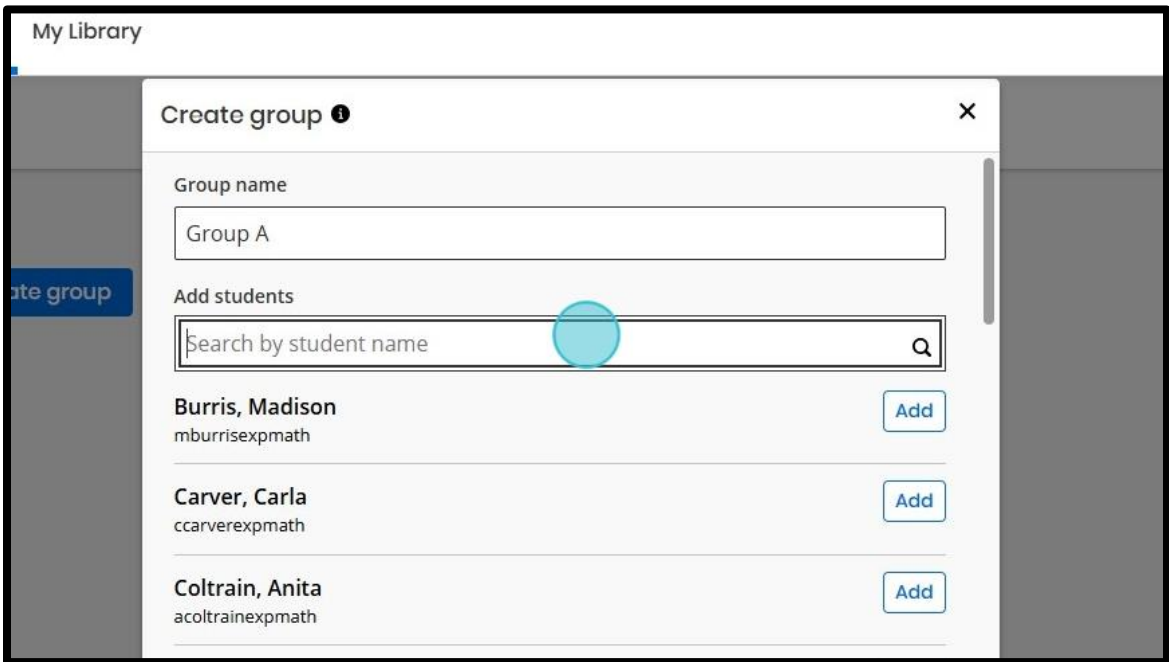 My Library
Create group
Group name
Group A
ate group
Add students
Search by student name
Burris, Madison
Add
mburrisexpmath
Carver, Carla
Add
ccarverexpmath
Coltrain, Anita
Add
acoltrainexpmath